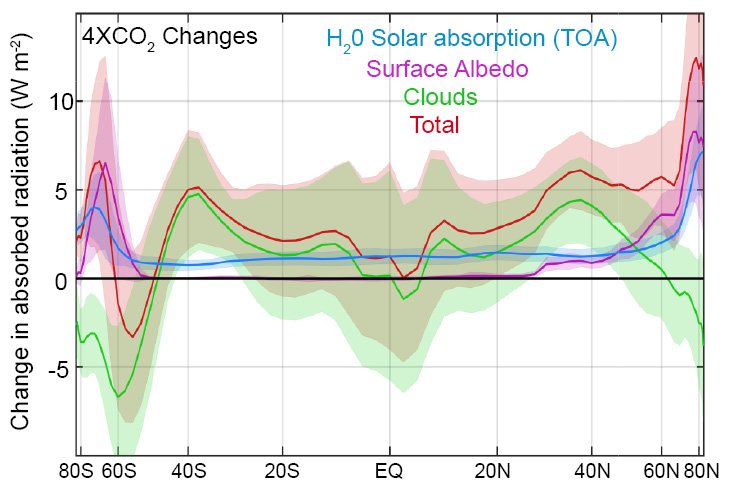 4XCO₂ Changes
H₂0 Solar absorption (TOA)
Surface Albedo
Clouds
Total
Change in absorbed radiation (W m⁻²)
10
5
0
-5
80S 60S 40S 20S EQ 20N 40N 60N 80N